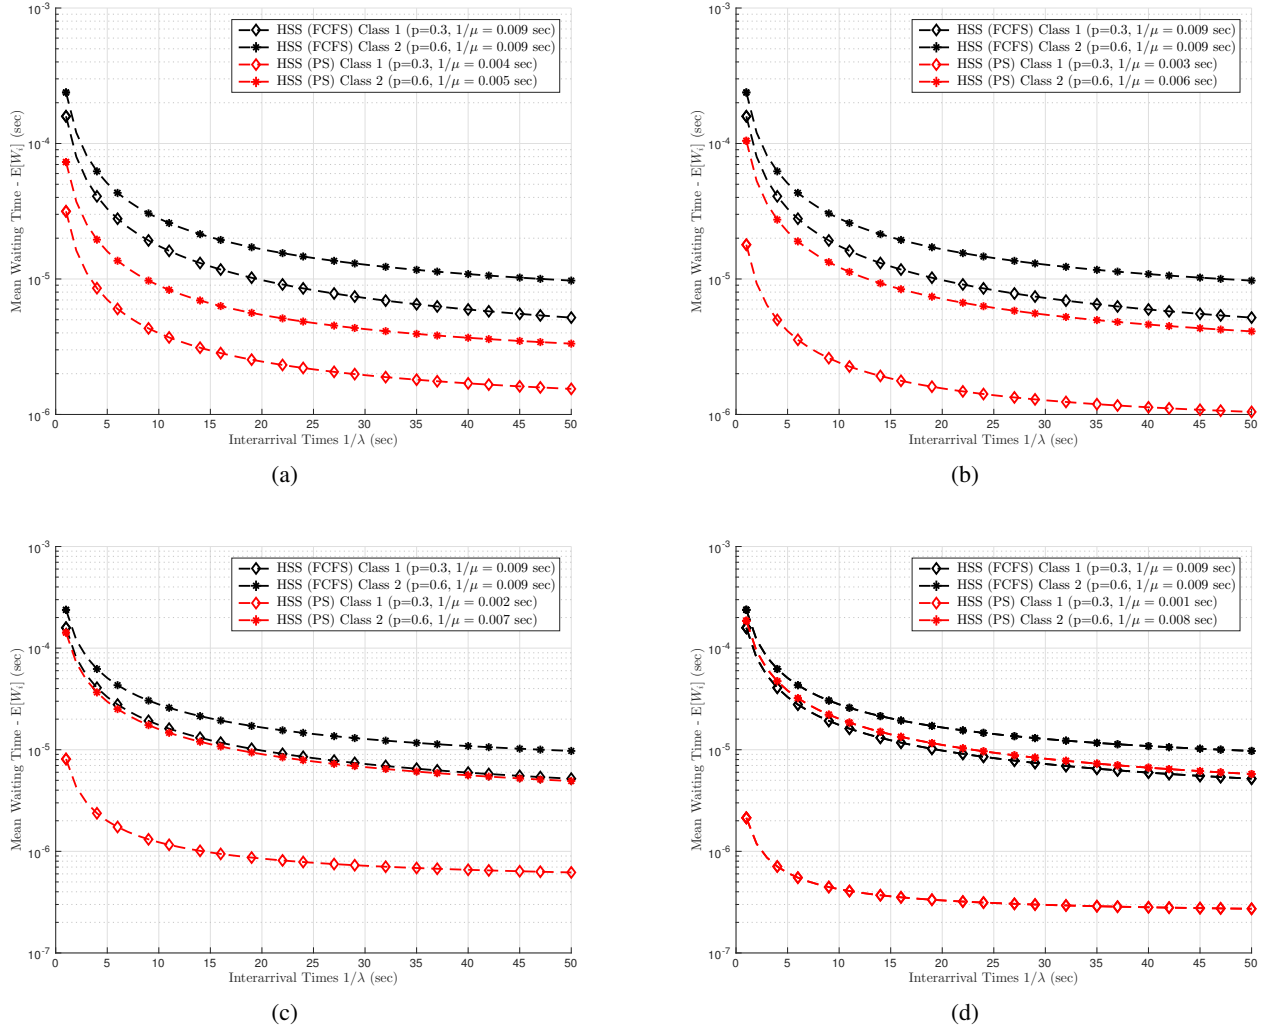 10^-3
10^-4
10^-5
10^-6
Mean Waiting Time - E[W_i] (sec)
HSS (FCFS) Class 1 (p=0.3, 1/μ = 0.009 sec)
HSS (FCFS) Class 2 (p=0.6, 1/μ = 0.009 sec)
HSS (PS) Class 1 (p=0.3, 1/μ = 0.004 sec)
HSS (PS) Class 2 (p=0.6, 1/μ = 0.005 sec)
0 5 10 15 20 25 30 35 40 45 50
Interarrival Times 1/λ (sec)
(a)
10^-3
10^-4
10^-5
10^-6
Mean Waiting Time - E[W_i] (sec)
HSS (FCFS) Class 1 (p=0.3, 1/μ = 0.009 sec)
HSS (FCFS) Class 2 (p=0.6, 1/μ = 0.009 sec)
HSS (PS) Class 1 (p=0.3, 1/μ = 0.003 sec)
HSS (PS) Class 2 (p=0.6, 1/μ = 0.006 sec)
0 5 10 15 20 25 30 35 40 45 50
Interarrival Times 1/λ (sec)
(b)
10^-3
10^-4
10^-5
10^-6
10^-7
Mean Waiting Time - E[W_i] (sec)
HSS (FCFS) Class 1 (p=0.3, 1/μ = 0.009 sec)
HSS (FCFS) Class 2 (p=0.6, 1/μ = 0.009 sec)
HSS (PS) Class 1 (p=0.3, 1/μ = 0.002 sec)
HSS (PS) Class 2 (p=0.6, 1/μ = 0.007 sec)
0 5 10 15 20 25 30 35 40 45 50
Interarrival Times 1/λ (sec)
(c)
10^-3
10^-4
10^-5
10^-6
10^-7
Mean Waiting Time - E[W_i] (sec)
HSS (FCFS) Class 1 (p=0.3, 1/μ = 0.009 sec)
HSS (FCFS) Class 2 (p=0.6, 1/μ = 0.009 sec)
HSS (PS) Class 1 (p=0.3, 1/μ = 0.001 sec)
HSS (PS) Class 2 (p=0.6, 1/μ = 0.008 sec)
0 5 10 15 20 25 30 35 40 45 50
Interarrival Times 1/λ (sec)
(d)